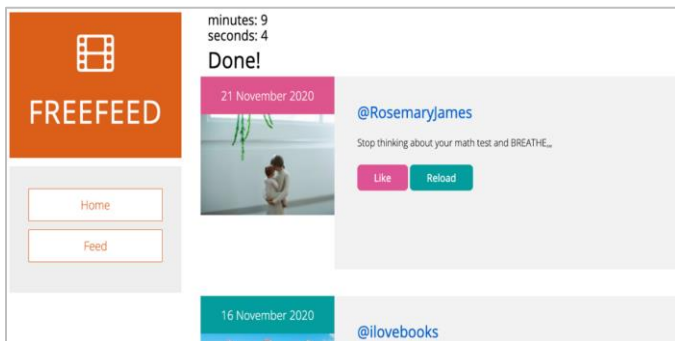 FREEFEED
Home
Feed
minutes: 9
seconds: 4
Done!
21 November 2020
@RosemaryJames
Stop thinking about your math test and BREATHE,,,
Like
Reload
16 November 2020
@ilovebooks